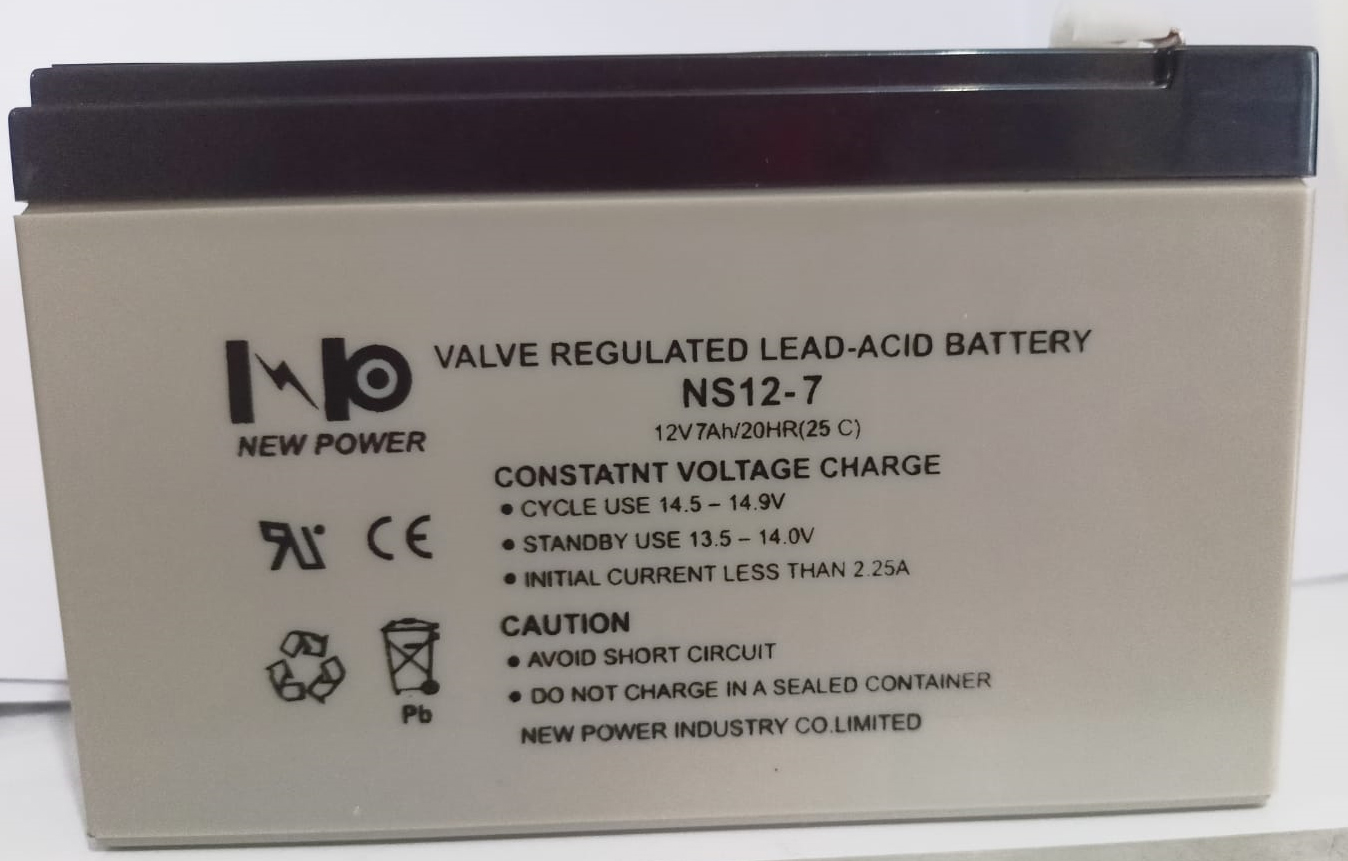 VALVE REGULATED LEAD-ACID BATTERY
NS12-7
12V7Ah/20HR(25 C)
NEW POWER
CONSTATNT VOLTAGE CHARGE
• CYCLE USE 14.5 – 14.9V
• STANDBY USE 13.5 – 14.0V
• INITIAL CURRENT LESS THAN 2.25A
CE
CAUTION
• AVOID SHORT CIRCUIT
• DO NOT CHARGE IN A SEALED CONTAINER
Pb
NEW POWER INDUSTRY CO.LIMITED